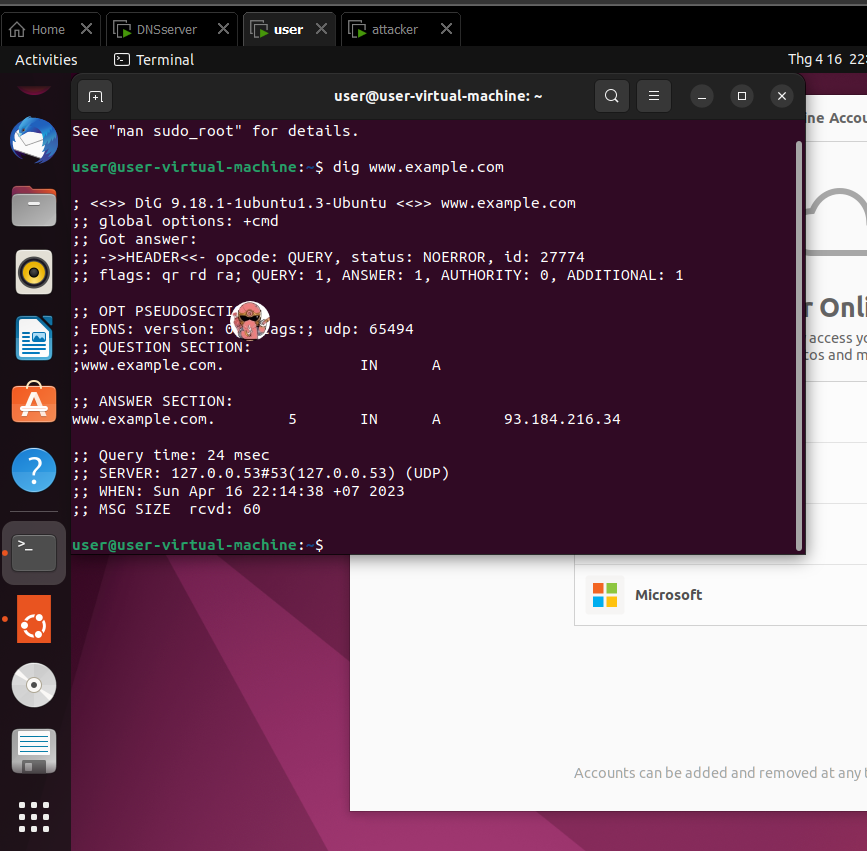 Home
DNSserver
user
attacker
Activities
Terminal
Thg 4 16 22:
user@user-virtual-machine: ~
See "man sudo_root" for details.
user@user-virtual-machine:~$ dig www.example.com
; <<>> DiG 9.18.1-1ubuntu1.3-Ubuntu <<>> www.example.com
;; global options: +cmd
;; Got answer:
;; ->>HEADER<<- opcode: QUERY, status: NOERROR, id: 27774
;; flags: qr rd ra; QUERY: 1, ANSWER: 1, AUTHORITY: 0, ADDITIONAL: 1
;; OPT PSEUDOSECTI
; EDNS: version: 0 ags:; udp: 65494
;; QUESTION SECTION:
;www.example.com. IN A
;; ANSWER SECTION:
www.example.com. 5 IN A 93.184.216.34
;; Query time: 24 msec
;; SERVER: 127.0.0.53#53(127.0.0.53) (UDP)
;; WHEN: Sun Apr 16 22:14:38 +07 2023
;; MSG SIZE rcvd: 60
user@user-virtual-machine:~$
ne Accou
r Onli
access yo
tos and m
Microsoft
Accounts can be added and removed at any t